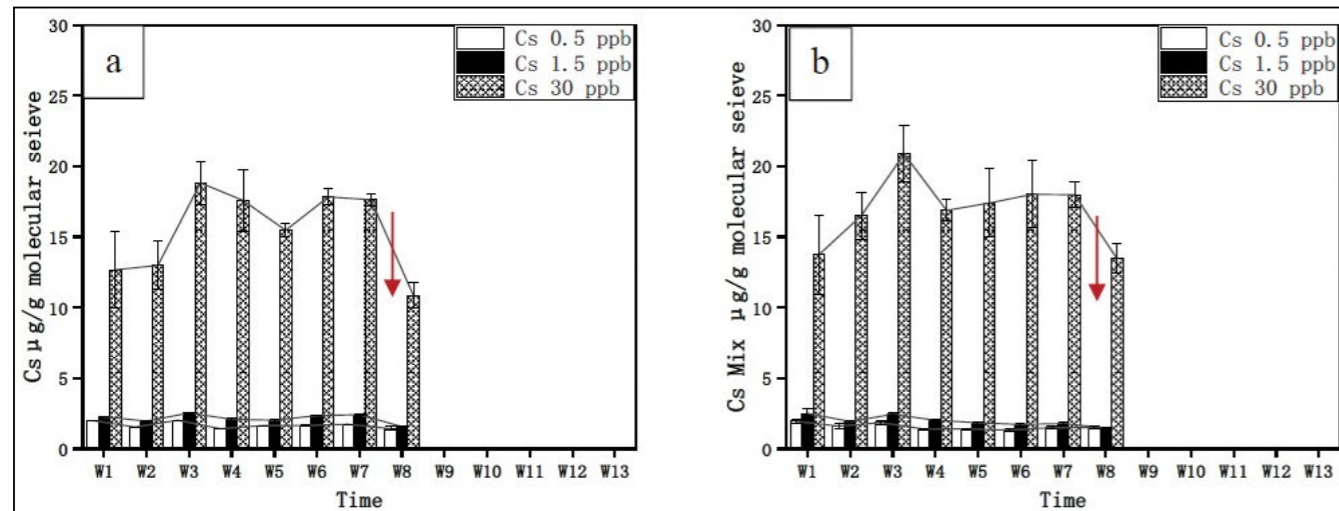 a
Cs 0.5 ppb
Cs 1.5 ppb
Cs 30 ppb
Cs μg/g molecular seieve
30
25
20
15
10
5
0
W1 W2 W3 W4 W5 W6 W7 W8 W9 W10 W11 W12 W13
Time
b
Cs 0.5 ppb
Cs 1.5 ppb
Cs 30 ppb
Cs Mix μg/g molecular seieve
30
25
20
15
10
5
0
W1 W2 W3 W4 W5 W6 W7 W8 W9 W10 W11 W12 W13
Time